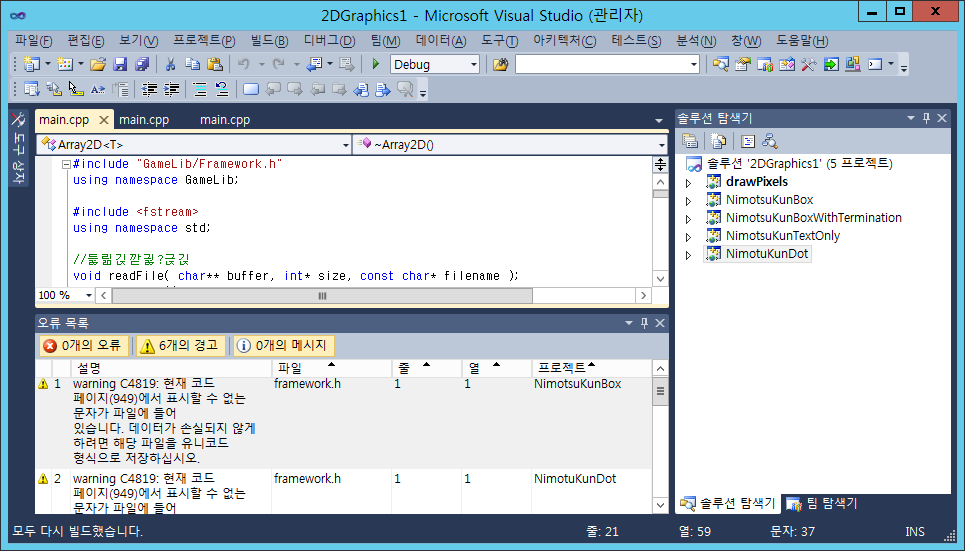 2DGraphics1 - Microsoft Visual Studio (관리자)
파일(F) 편집(E) 보기(V) 프로젝트(P) 빌드(B) 디버그(D) 팀(M) 데이터(A) 도구(T) 아키텍처(C) 테스트(S) 분석(N) 창(W) 도움말(H)
Debug
도구 상자
main.cpp main.cpp main.cpp
Array2D<T> ~Array2D()
#include "GameLib/Framework.h"
using namespace GameLib;
#include <fstream>
using namespace std;
void readFile( char** buffer, int* size, const char* filename );
100 %
솔루션 탐색기
솔루션 '2DGraphics1' (5 프로젝트)
drawPixels
NimotsuKunBox
NimotsuKunBoxWithTermination
NimotsuKunTextOnly
NimotuKunDot
오류 목록
0개의 오류 6개의 경고 0개의 메시지
설명 파일 줄 열 프로젝트
1 warning C4819: 현재 코드 framework.h 1 1 NimotsuKunBox
페이지(949)에서 표시할 수 없는
문자가 파일에 들어
있습니다. 데이터가 손실되지 않게
하려면 해당 파일을 유니코드
형식으로 저장하십시오.
2 warning C4819: 현재 코드 framework.h 1 1 NimotuKunDot
페이지(949)에서 표시할 수 없는
문자가 파일에 들어
솔루션 탐색기 팀 탐색기
모두 다시 빌드했습니다. 줄: 21 열: 59 문자: 37 INS